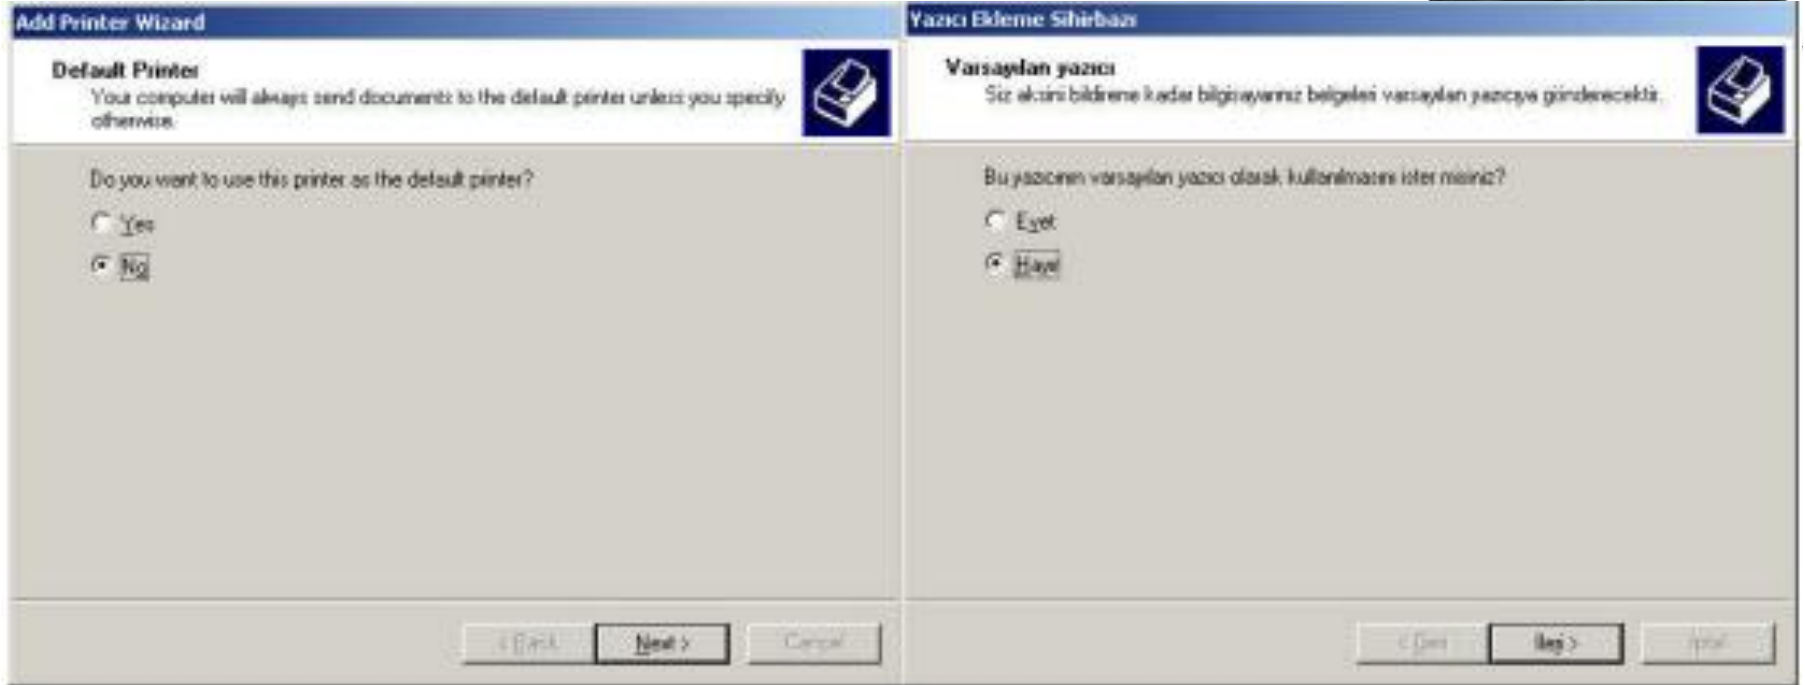 Add Printer Wizard
Default Printer
Your computer will always send documents to the default printer unless you specify
otherwise.
Do you want to use this printer as the default printer?
Yes
No
< Back
Next >
Cancel
Yazıcı Ekleme Sihirbazı
Varsayılan yazıcı
Siz aksini bildirene kadar bilgisayarınız belgeleri varsayılan yazıcıya gönderecektir.
Bu yazıcının varsayılan yazıcı olarak kullanılmasını ister misiniz?
Evet
Hayır
< Geri
İleri >
İptal